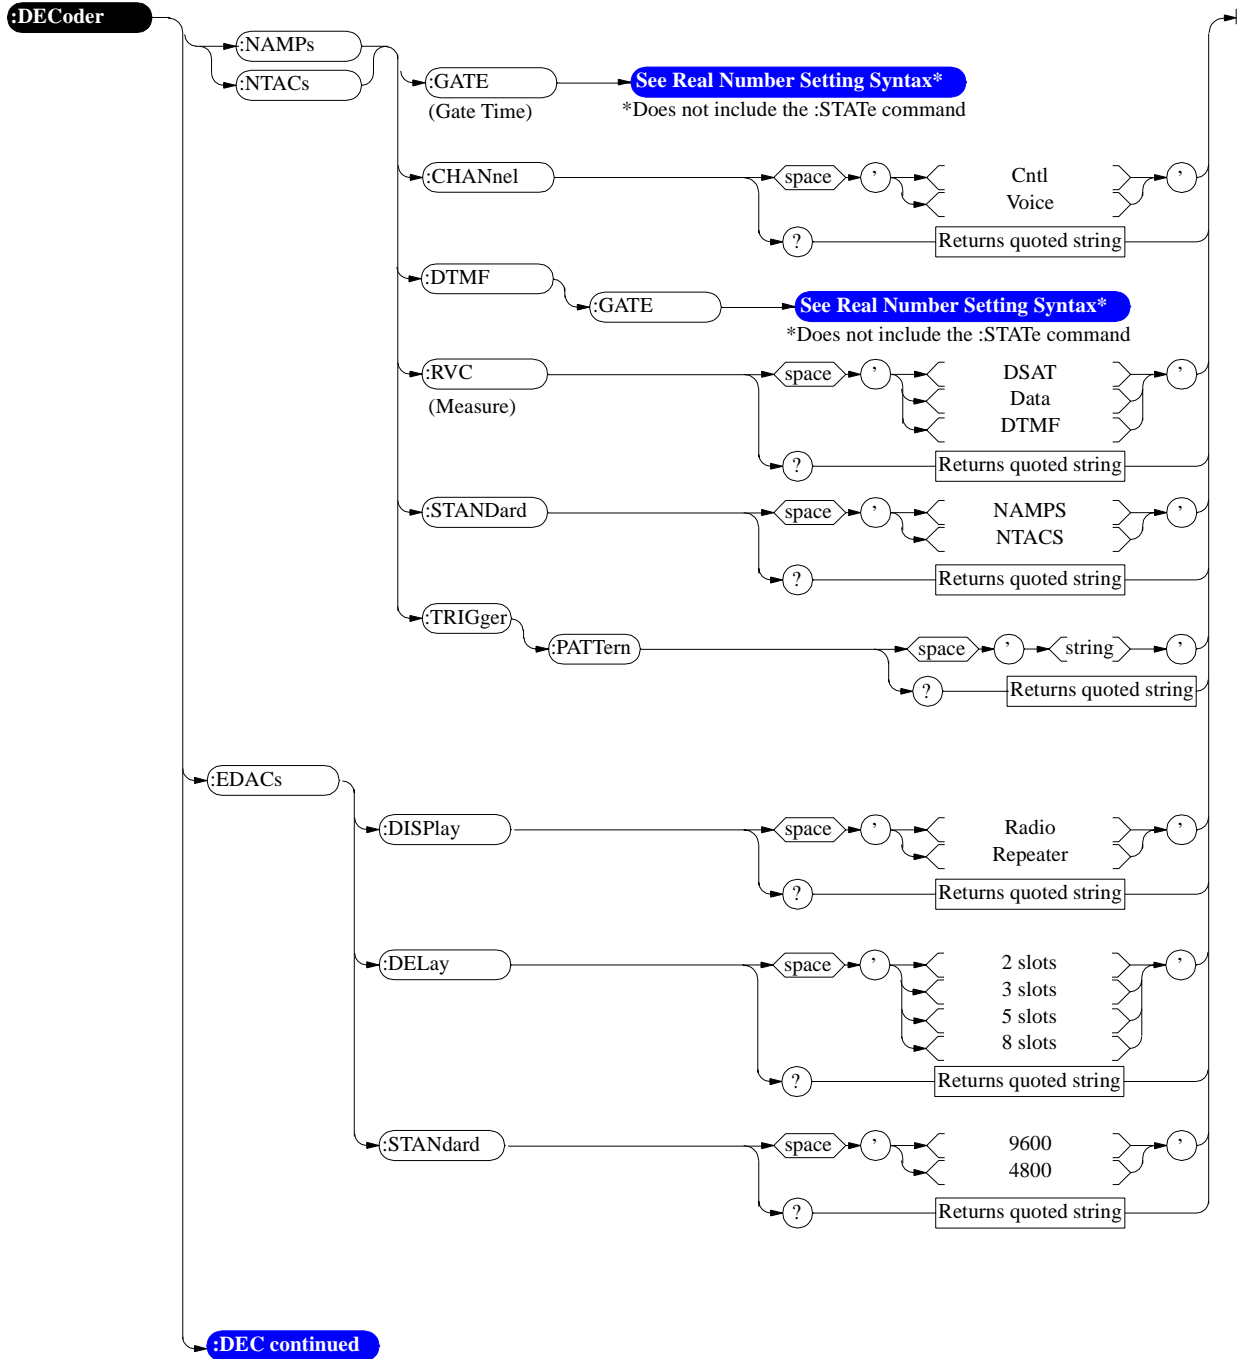 :DECoder
:NAMPs
:NTACs
:GATE
See Real Number Setting Syntax*
(Gate Time)
*Does not include the :STATe command
:CHANnel
space
’
Cntl
Voice
’
?
Returns quoted string
:DTMF
:GATE
See Real Number Setting Syntax*
*Does not include the :STATe command
:RVC
(Measure)
space
’
DSAT
Data
DTMF
’
?
Returns quoted string
:STANDard
space
’
NAMPS
NTACS
’
?
Returns quoted string
:TRIGger
:PATTern
space
’
string
’
?
Returns quoted string
:EDACs
:DISPlay
space
’
Radio
Repeater
’
?
Returns quoted string
:DELay
space
’
2 slots
3 slots
5 slots
8 slots
’
?
Returns quoted string
:STANdard
space
’
9600
4800
’
?
Returns quoted string
:DEC continued